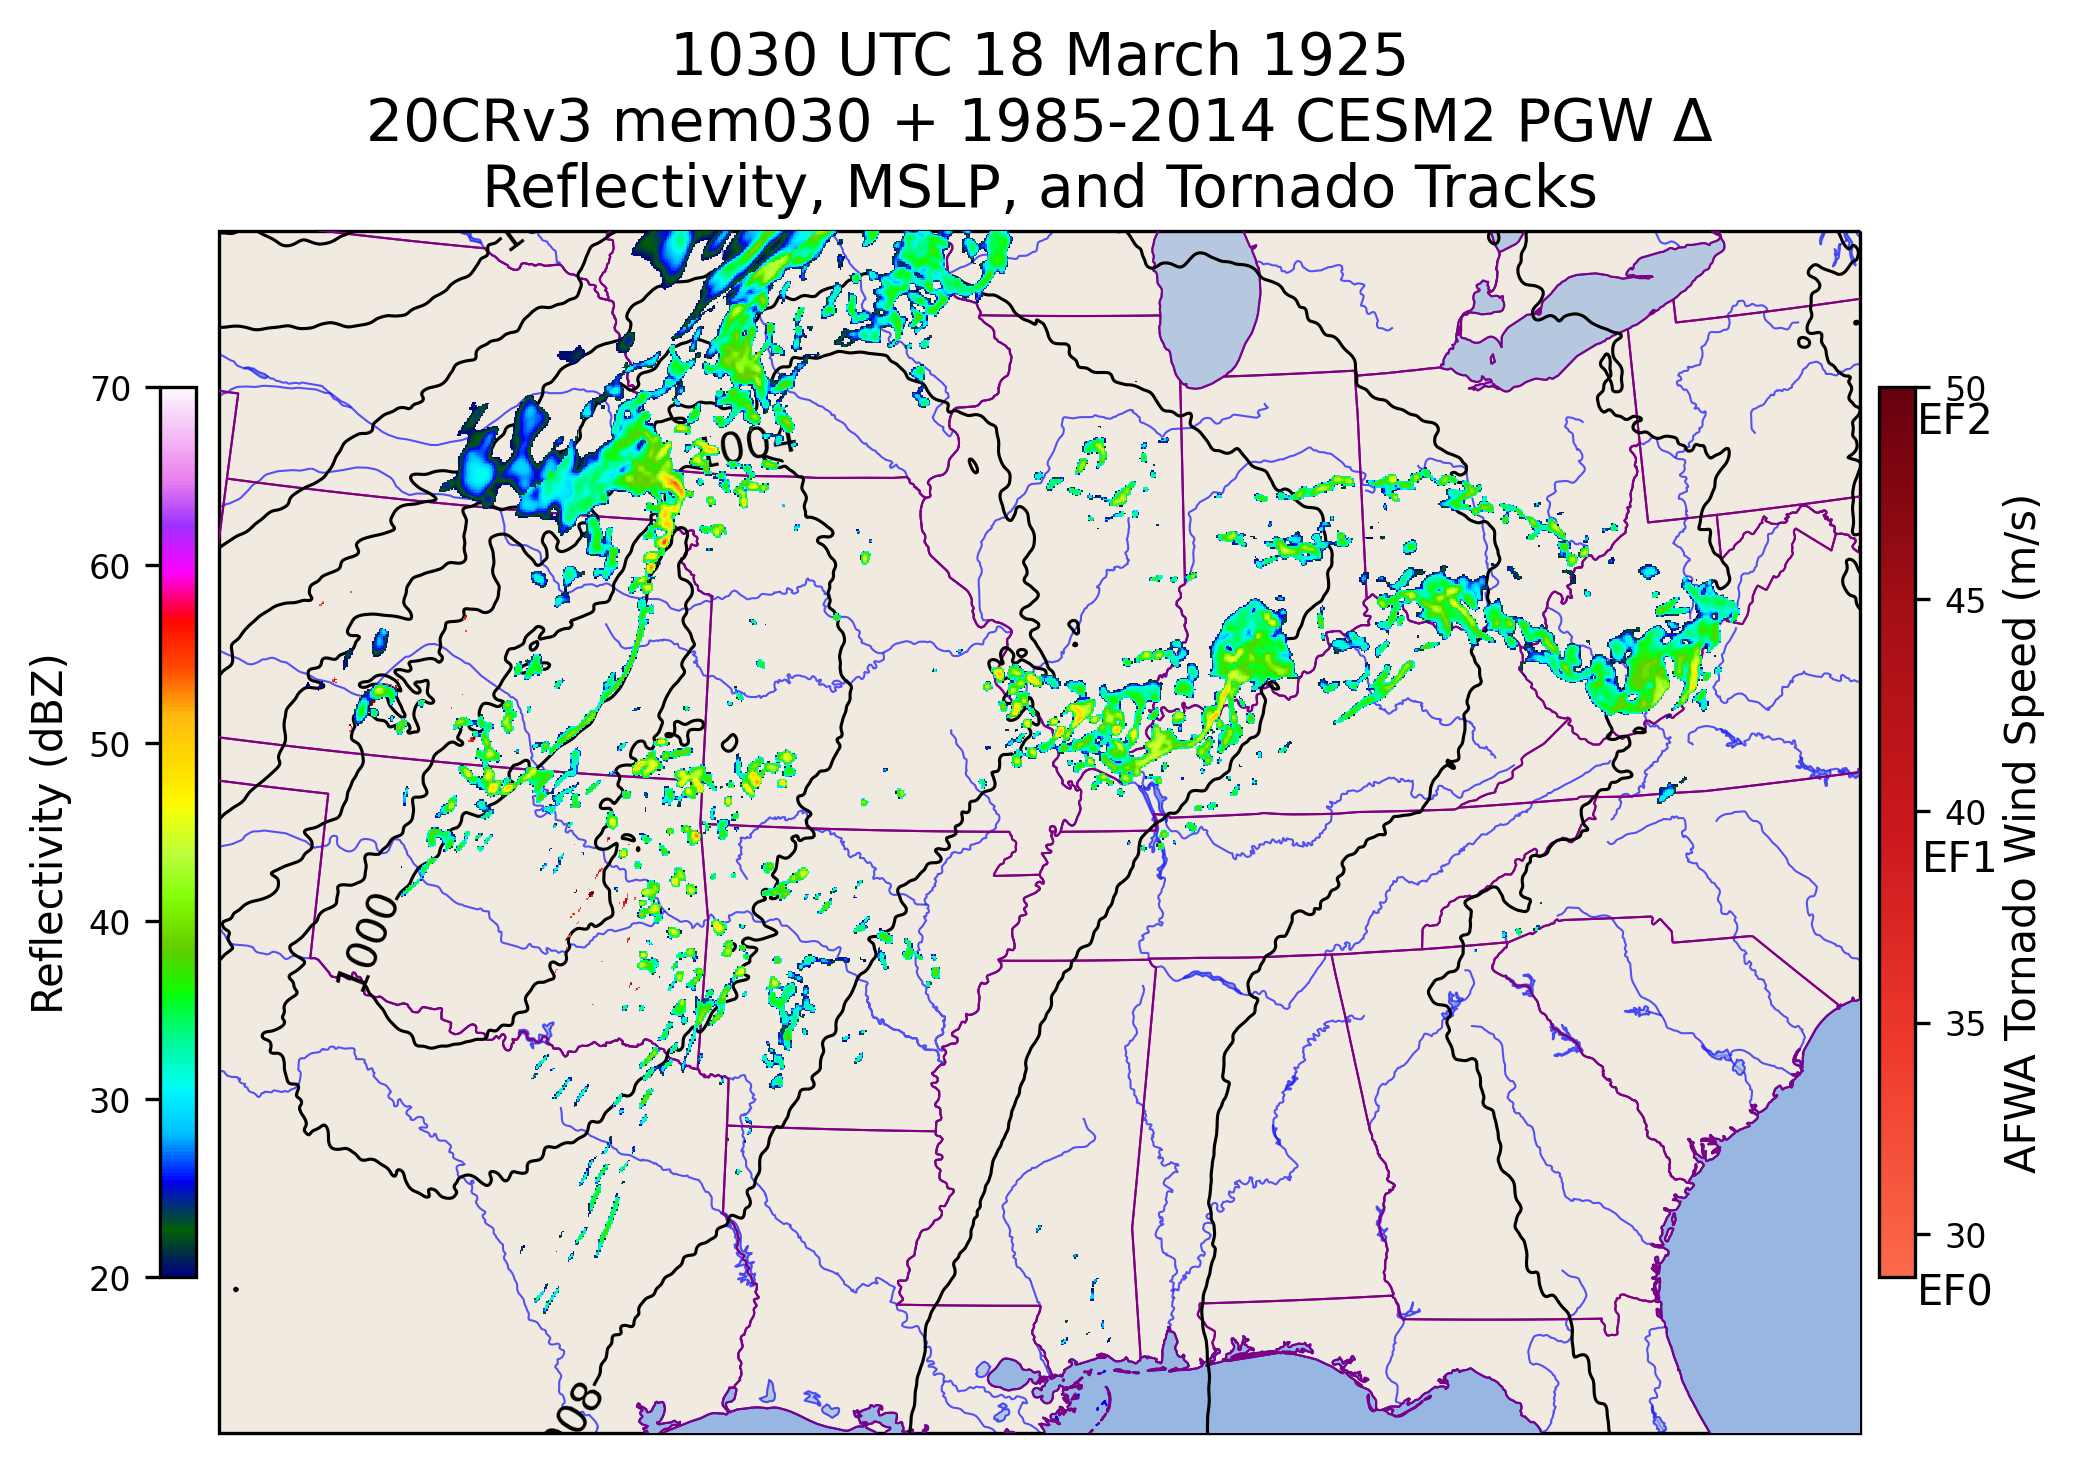 1030 UTC 18 March 1925
20CRv3 mem030 + 1985-2014 CESM2 PGW Δ
Reflectivity, MSLP, and Tornado Tracks
70
60
50
40
30
20
Reflectivity (dBZ)
1004
1000
50
EF2
45
40
EF1
35
30
EF0
AFWA Tornado Wind Speed (m/s)